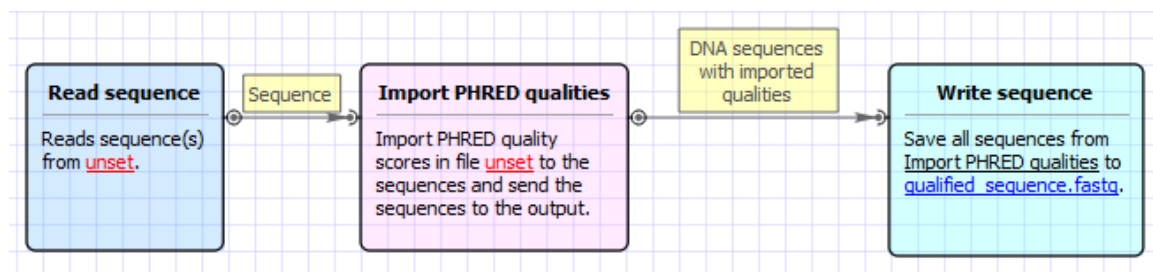 Read sequence
Reads sequence(s)
from unset.
Sequence
Import PHRED qualities
Import PHRED quality
scores in file unset to the
sequences and send the
sequences to the output.
DNA sequences
with imported
qualities
Write sequence
Save all sequences from
Import PHRED qualities to
qualified_sequence.fastq.